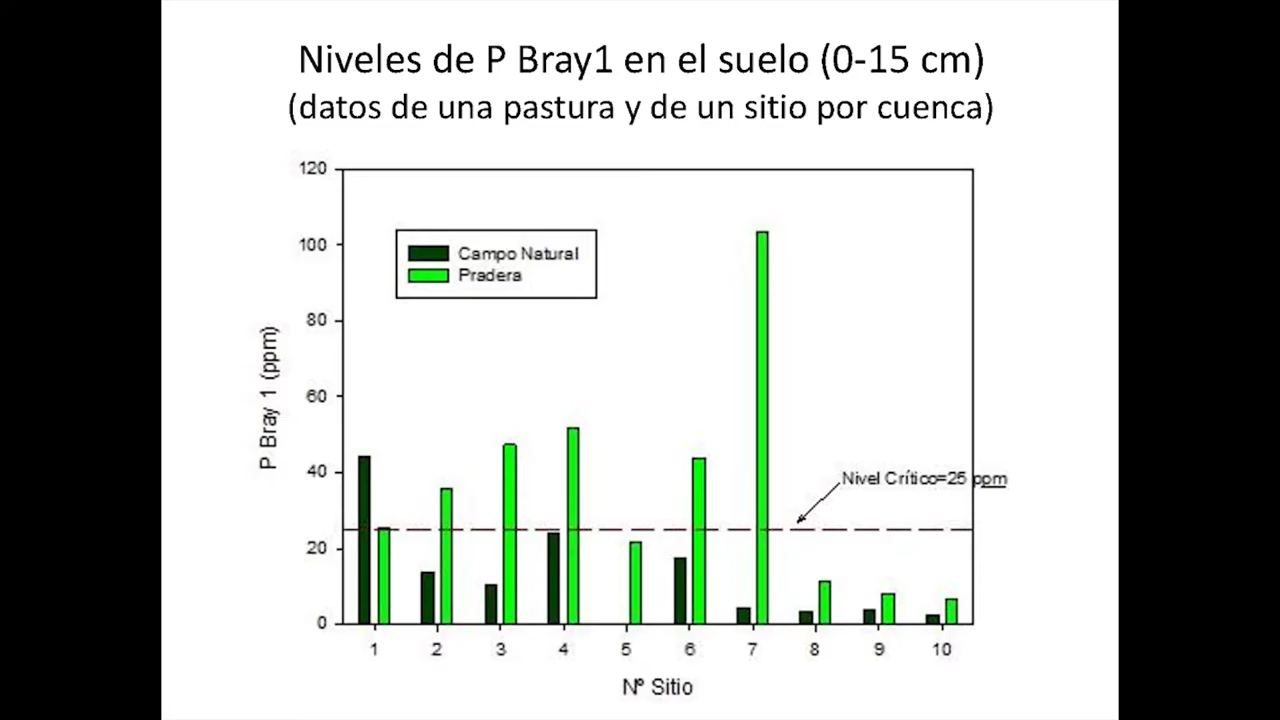 Niveles de P Bray1 en el suelo (0-15 cm)
(datos de una pastura y de un sitio por cuenca)
120
100
80
60
40
20
0
P Bray 1 (ppm)
Campo Natural
Pradera
Nivel Crítico=25 ppm
1 2 3 4 5 6 7 8 9 10
Nº Sitio